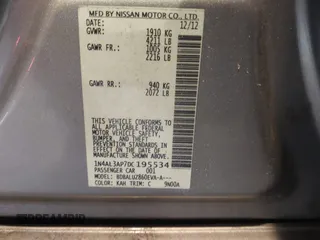 MFD BY NISSAN MOTOR CO., LTD.
12/12
GVWR: 1910 KG
4211 LB
GAWR FR: 1005 KG
2216 LB
GAWR RR: 940 KG
2072 LB
THIS VEHICLE CONFORMS TO ALL
APPLICABLE FEDERAL MOTOR
VEHICLE SAFETY, BUMPER, AND THEFT
PREVENTION STANDARDS
IN EFFECT ON THE DATE OF
MANUFACTURE SHOWN ABOVE.
1N4AL3AP7DC195534
PASSENGER CAR 001
MODEL: BDBALUZ860EVA-A---
COLOR: KAH TRIM: C 9N00A